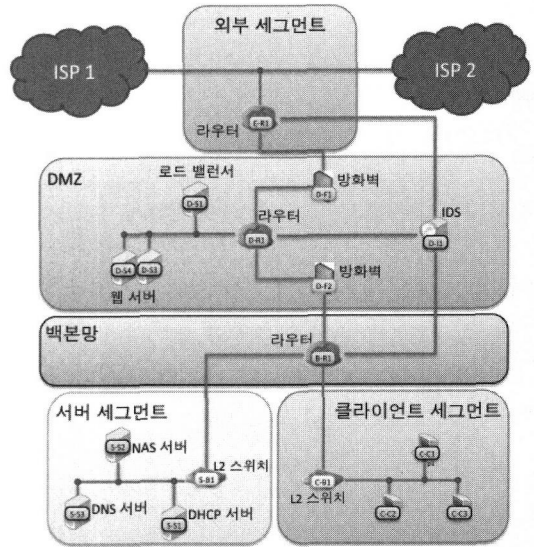 외부 세그먼트
ISP 1
ISP 2
E-R1
라우터
DMZ
로드 밸런서
방화벽
D-S1
D-F1
라우터
IDS
D-R1
D-I1
D-S4
D-S3
방화벽
웹 서버
D-F2
백본망
라우터
B-R1
서버 세그먼트
클라이언트 세그먼트
S-S2
NAS 서버
L2 스위치
C-C1
S-B1
C-B1
L2 스위치
S-S3
DNS 서버
S-S1
DHCP 서버
C-C2
C-C3